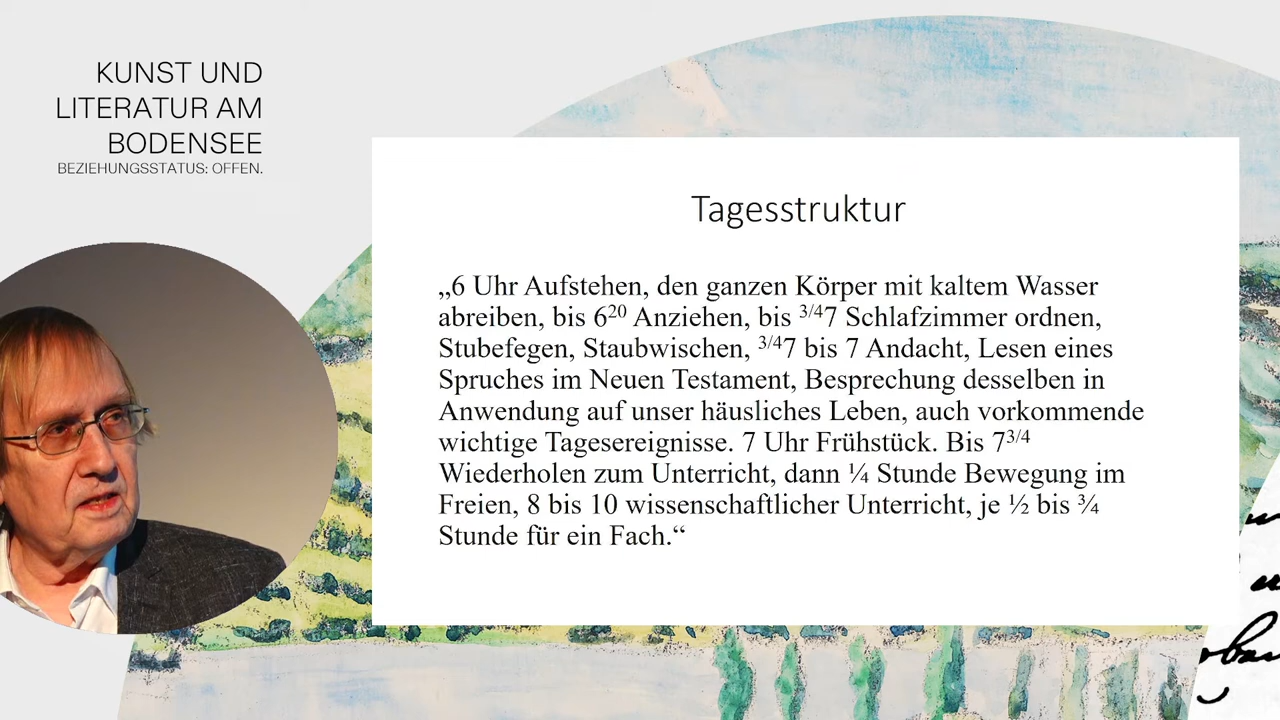 KUNST UND
LITERATUR AM
BODENSEE
BEZIEHUNGSSTATUS: OFFEN.
Tagesstruktur
„6 Uhr Aufstehen, den ganzen Körper mit kaltem Wasser
abreiben, bis 6²⁰ Anziehen, bis ³/⁴7 Schlafzimmer ordnen,
Stubefegen, Staubwischen, ³/⁴7 bis 7 Andacht, Lesen eines
Spruches im Neuen Testament, Besprechung desselben in
Anwendung auf unser häusliches Leben, auch vorkommende
wichtige Tagesereignisse. 7 Uhr Frühstück. Bis 7³/⁴
Wiederholen zum Unterricht, dann ¼ Stunde Bewegung im
Freien, 8 bis 10 wissenschaftlicher Unterricht, je ½ bis ¾
Stunde für ein Fach.“